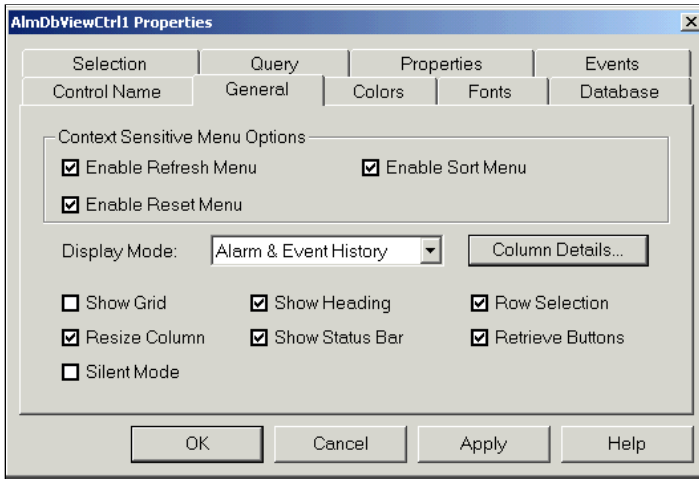 AlmDbViewCtrl1 Properties
Selection
Query
Properties
Events
Control Name
General
Colors
Fonts
Database
Context Sensitive Menu Options
Enable Refresh Menu
Enable Sort Menu
Enable Reset Menu
Display Mode:
Alarm & Event History
Column Details...
Show Grid
Show Heading
Row Selection
Resize Column
Show Status Bar
Retrieve Buttons
Silent Mode
OK
Cancel
Apply
Help